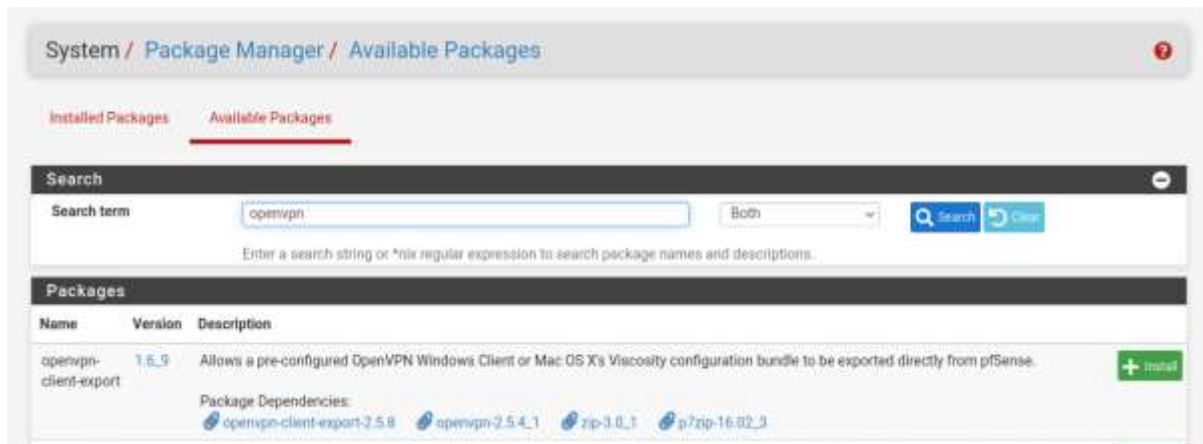 System / Package Manager / Available Packages
Installed Packages Available Packages
Search
Search term openvpn Both Search Clear
Enter a search string or *nix regular expression to search package names and descriptions.
Packages
Name Version Description
openvpn- 1.6_9 Allows a pre-configured OpenVPN Windows Client or Mac OS X's Viscosity configuration bundle to be exported directly from pfSense. Install
client-export
Package Dependencies:
openvpn-client-export-2.5.8 openvpn-2.5.4_1 zip-3.0_1 p7zip-16.02_3